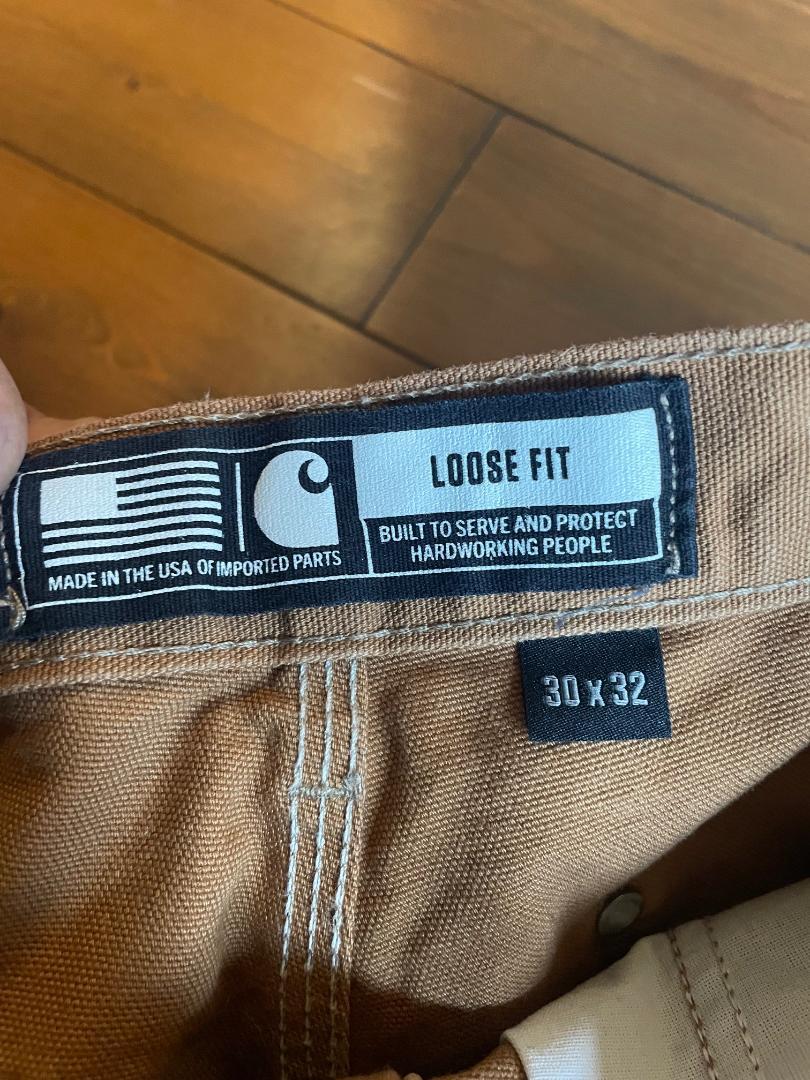 LOOSE FIT
MADE IN THE USA OF IMPORTED PARTS
BUILT TO SERVE AND PROTECT
HARDWORKING PEOPLE
30 x 32